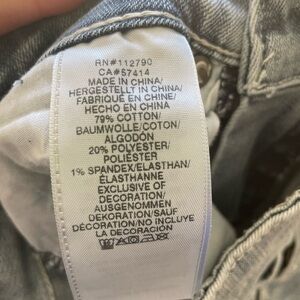 RN#112790
CA#57414
MADE IN CHINA/
HERGESTELLT IN CHINA/
FABRIQUÉ EN CHINE/
HECHO EN CHINA
79% COTTON/
BAUMWOLLE/COTON/
ALGODÓN
20% POLYESTER/
POLIÉSTER
1% SPANDEX/ELASTHAN/
ÉLASTHANNE
EXCLUSIVE OF
DECORATION/
AUSGENOMMEN
DEKORATION/SAUF
DÉCORATION/NO INCLUYE
LA DECORACIÓN